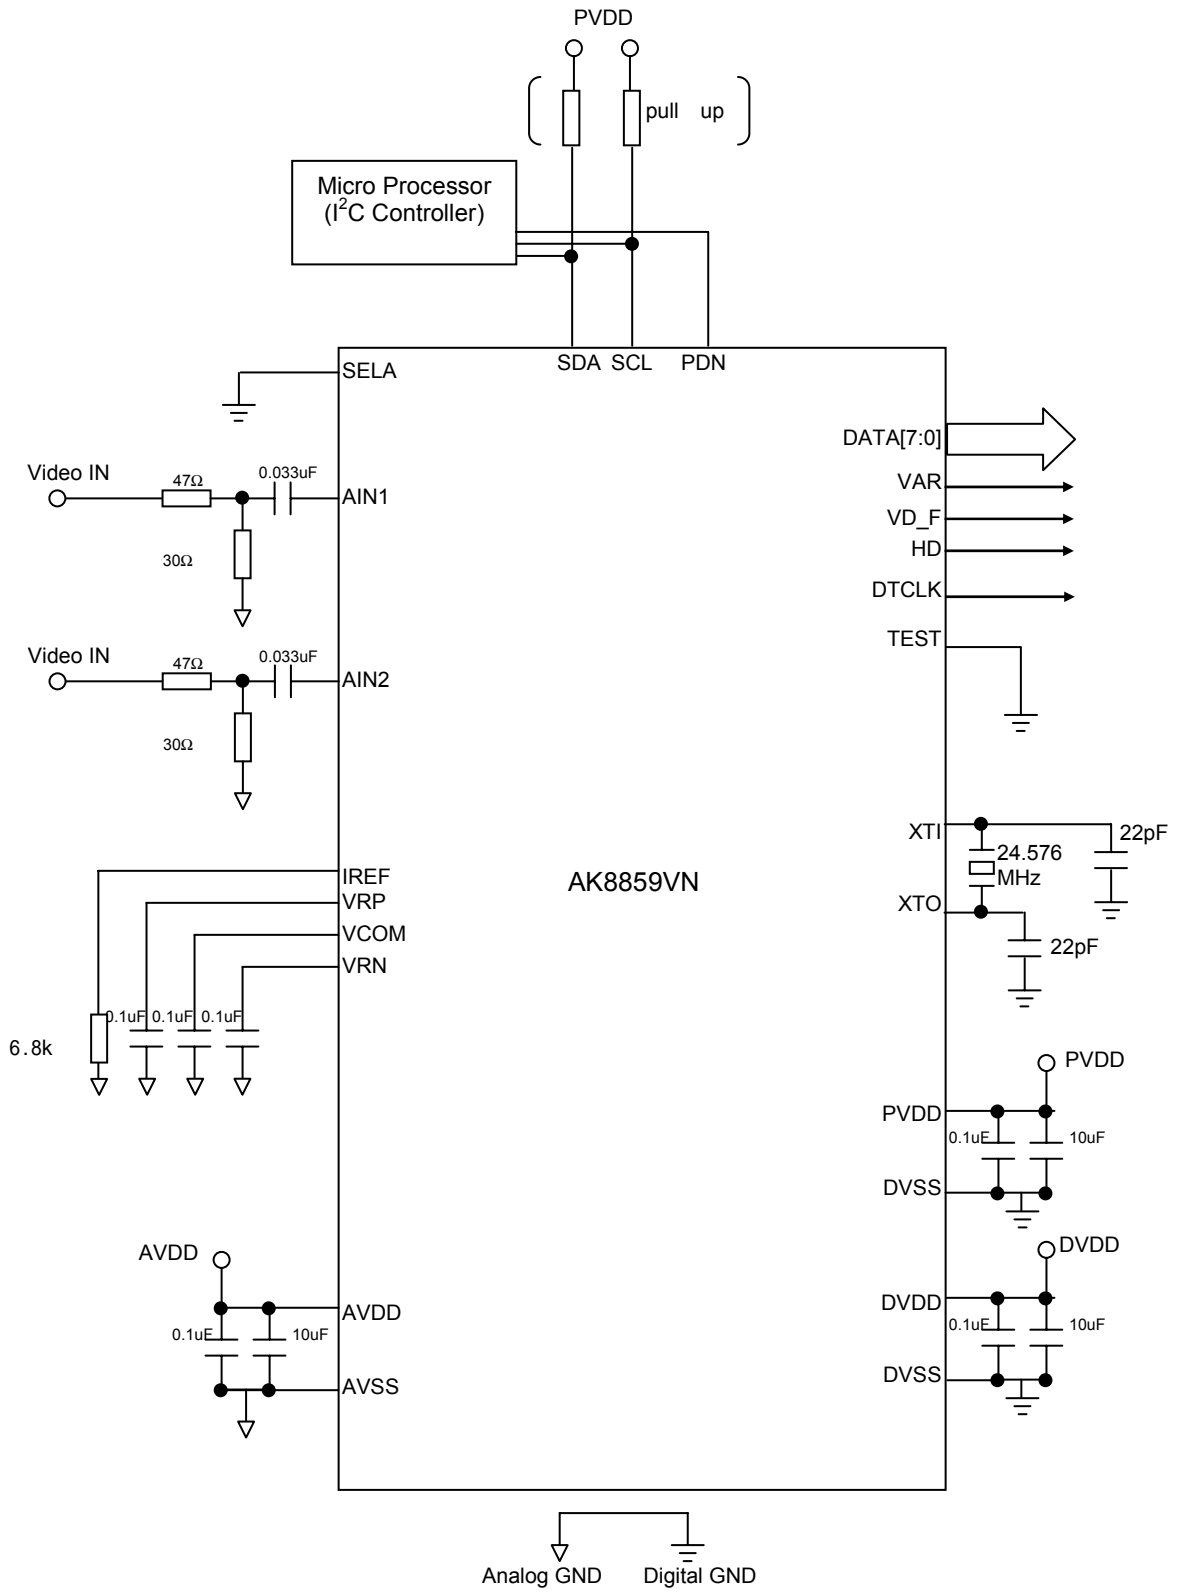 PVDD
pull up
Micro Processor
(I²C Controller)
SDA SCL PDN
SELA
DATA[7:0]
Video IN
47Ω
0.033uF
AIN1
30Ω
VAR
VD_F
HD
DTCLK
TEST
Video IN
47Ω
0.033uF
AIN2
30Ω
XTI
22pF
24.576
MHz
XTO
22pF
AK8859VN
IREF
VRP
VCOM
VRN
0.1uF 0.1uF 0.1uF
6.8k
PVDD
PVDD
0.1uF
10uF
DVSS
AVDD
DVDD
AVDD
DVDD
0.1uF
10uF
0.1uF
10uF
AVSS
DVSS
Analog GND
Digital GND